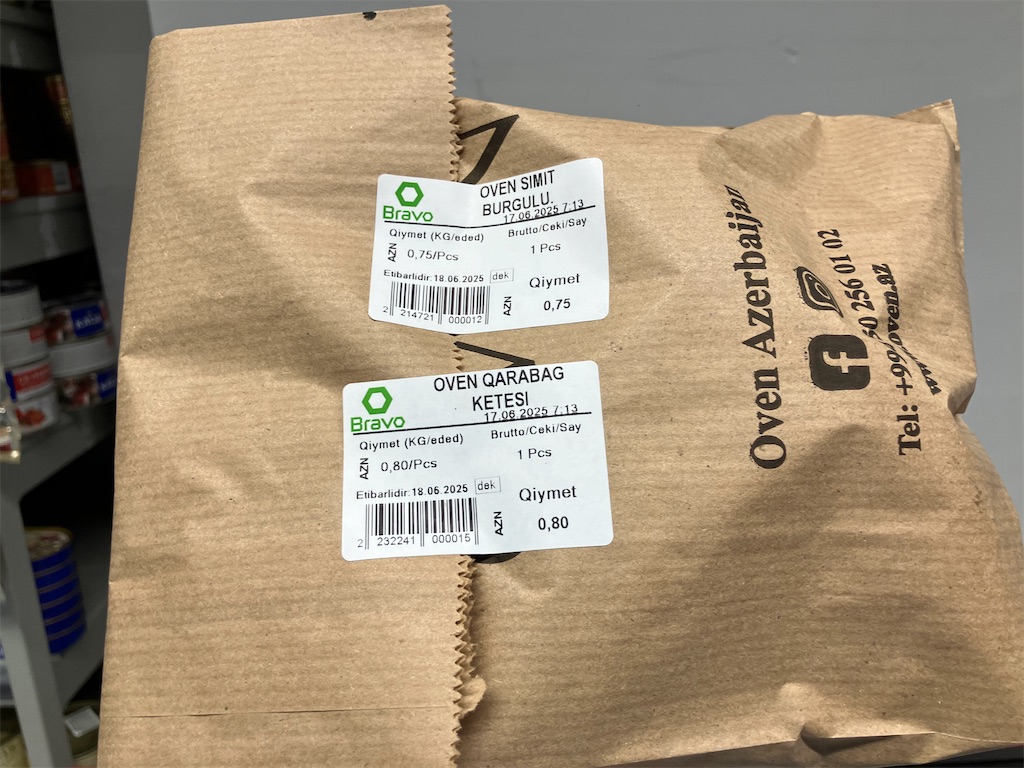 OVEN SIMIT
BURGULU.
Bravo
17.06.2025 7:13
Qiymet (KG/eded)
Brutto/Ceki/Say
AZN
0,75/Pcs
1 Pcs
Etibarlidir:18.06.2025
dek
Qiymet
2 214721 000012
AZN
0,75
OVEN QARABAG
KETESI
Bravo
17.06.2025 7:13
Qiymet (KG/eded)
Brutto/Ceki/Say
AZN
0,80/Pcs
1 Pcs
Etibarlidir:18.06.2025
dek
Qiymet
2 232241 000015
AZN
0,80
Oven Azerbaijan
f
Tel: +99 50 256 01 02
www.oven.az